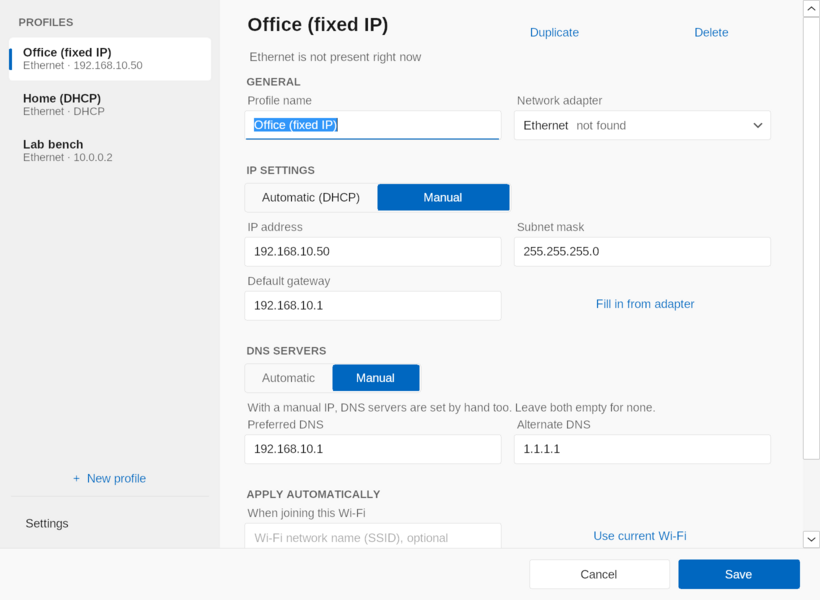 PROFILES
Office (fixed IP)
Ethernet · 192.168.10.50
Home (DHCP)
Ethernet · DHCP
Lab bench
Ethernet · 10.0.0.2
+ New profile
Settings
Office (fixed IP)
Duplicate
Delete
Ethernet is not present right now
GENERAL
Profile name
Network adapter
Office (fixed IP)
Ethernet not found
IP SETTINGS
Automatic (DHCP)
Manual
IP address
Subnet mask
192.168.10.50
255.255.255.0
Default gateway
192.168.10.1
Fill in from adapter
DNS SERVERS
Automatic
Manual
With a manual IP, DNS servers are set by hand too. Leave both empty for none.
Preferred DNS
Alternate DNS
192.168.10.1
1.1.1.1
APPLY AUTOMATICALLY
When joining this Wi-Fi
Wi-Fi network name (SSID), optional
Use current Wi-Fi
Cancel
Save